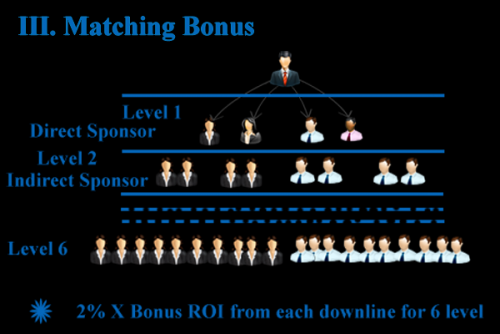 III. Matching Bonus
Level 1
Direct Sponsor
Level 2
Indirect Sponsor
Level 6
2% X Bonus ROI from each downline for 6 level